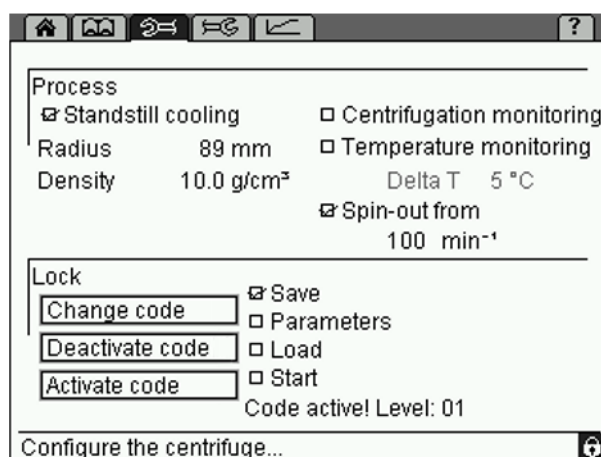 ?
Process
Standstill cooling
Centrifugation monitoring
Radius 89 mm
Temperature monitoring
Density 10.0 g/cm³
Delta T 5 °C
Spin-out from
100 min⁻¹
Lock
Change code
Save
Parameters
Deactivate code
Load
Activate code
Start
Code active! Level: 01
Configure the centrifuge...